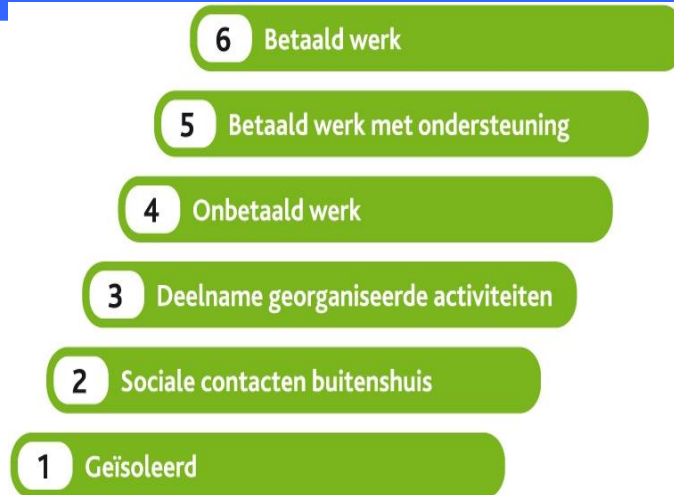 6 Betaald werk
5 Betaald werk met ondersteuning
4 Onbetaald werk
3 Deelname georganiseerde activiteiten
2 Sociale contacten buitenshuis
1 Geïsoleerd